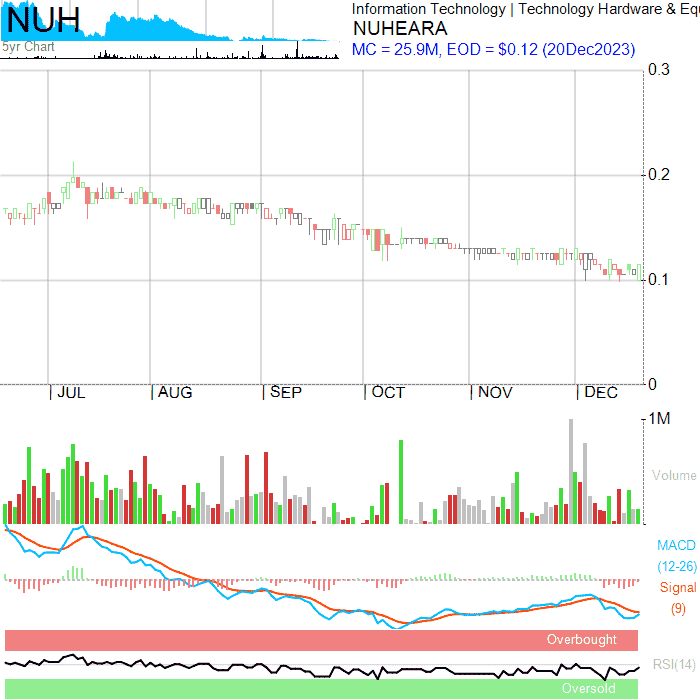 NUH
5yr Chart
Information Technology | Technology Hardware & Equ
NUHEARA
MC = 25.9M, EOD = $0.12 (20Dec2023)
0.3
0.2
0.1
0
JUL
AUG
SEP
OCT
NOV
DEC
1M
Volume
MACD
(12-26)
Signal
(9)
Overbought
RSI(14)
Oversold